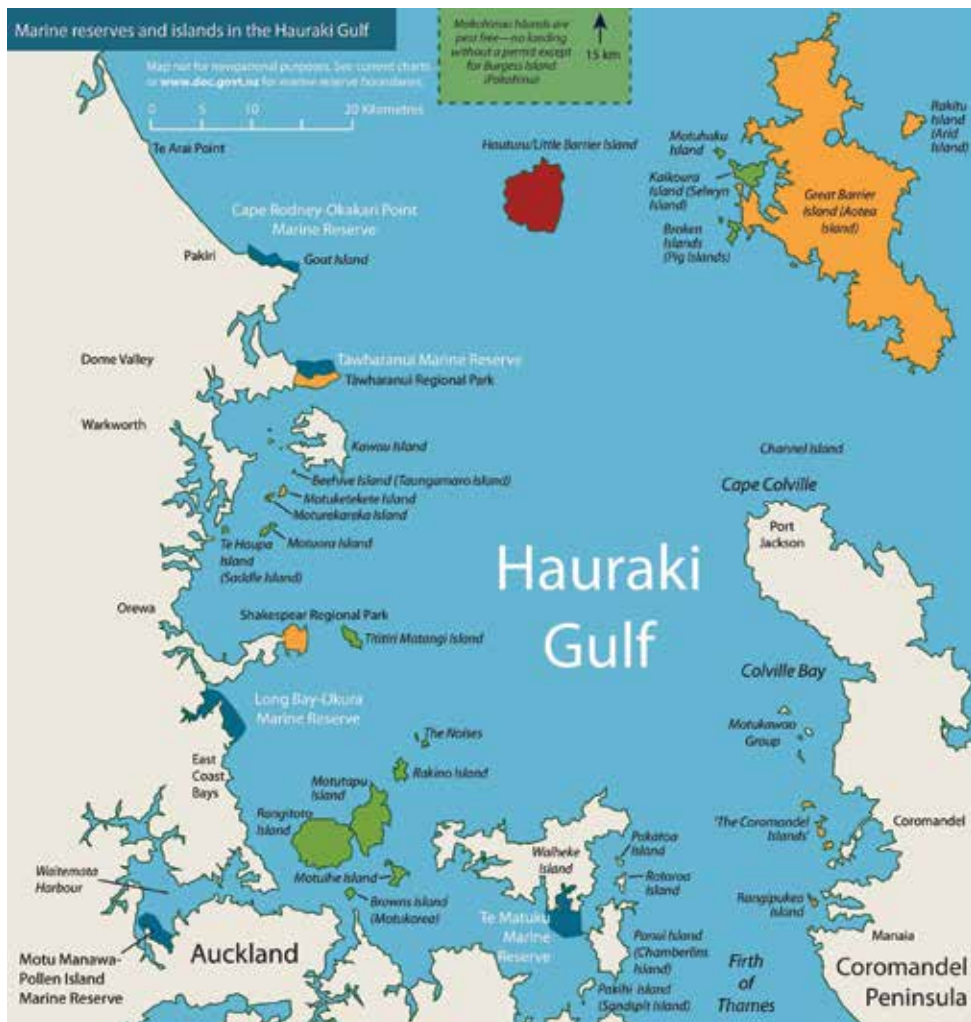 Marine reserves and islands in the Hauraki Gulf
Mokohinau Islands are
pest free—no landing
without a permit except
for Burgess Island
(Pokohinu)
15 km
Map not for navigational purposes. See current charts
or www.doc.govt.nz for marine reserve boundaries.
0 5 10 20 Kilometres
Te Arai Point
Hauturu/Little Barrier Island
Motuhaku
Island
Rakitu
Island
(Arid
Island)
Kaikoura
Island (Selwyn
Island)
Great Barrier
Island (Aotea
Island)
Broken
Islands
(Pig Islands)
Cape Rodney-Okakari Point
Marine Reserve
Pakiri
Goat Island
Dome Valley
Tāwharanui Marine Reserve
Tāwharanui Regional Park
Warkworth
Kawau Island
Beehive Island (Taungamaro Island)
Motuketekete Island
Moturekareka Island
Te Haupa
Island
(Saddle Island)
Motuora Island
Channel Island
Cape Colville
Port
Jackson
Hauraki
Gulf
Orewa
Shakespear Regional Park
Tiritiri Matangi Island
Colville Bay
Long Bay-Okura
Marine Reserve
Motukawao
Group
The Noises
East
Coast
Bays
Rakino Island
Motutapu
Island
Rangitoto
Island
'The Coromandel
Islands'
Coromandel
Waiheke
Island
Pakatoa
Island
Rotoroa
Island
Waitemata
Harbour
Motuihe Island
Browns Island
(Motukorea)
Rangipukea
Island
Te Matuku
Marine
Reserve
Manaia
Ponui Island
(Chamberlins
Island)
Motu Manawa-
Pollen Island
Marine Reserve
Auckland
Pakihi Island
(Sandspit Island)
Firth
of
Thames
Coromandel
Peninsula